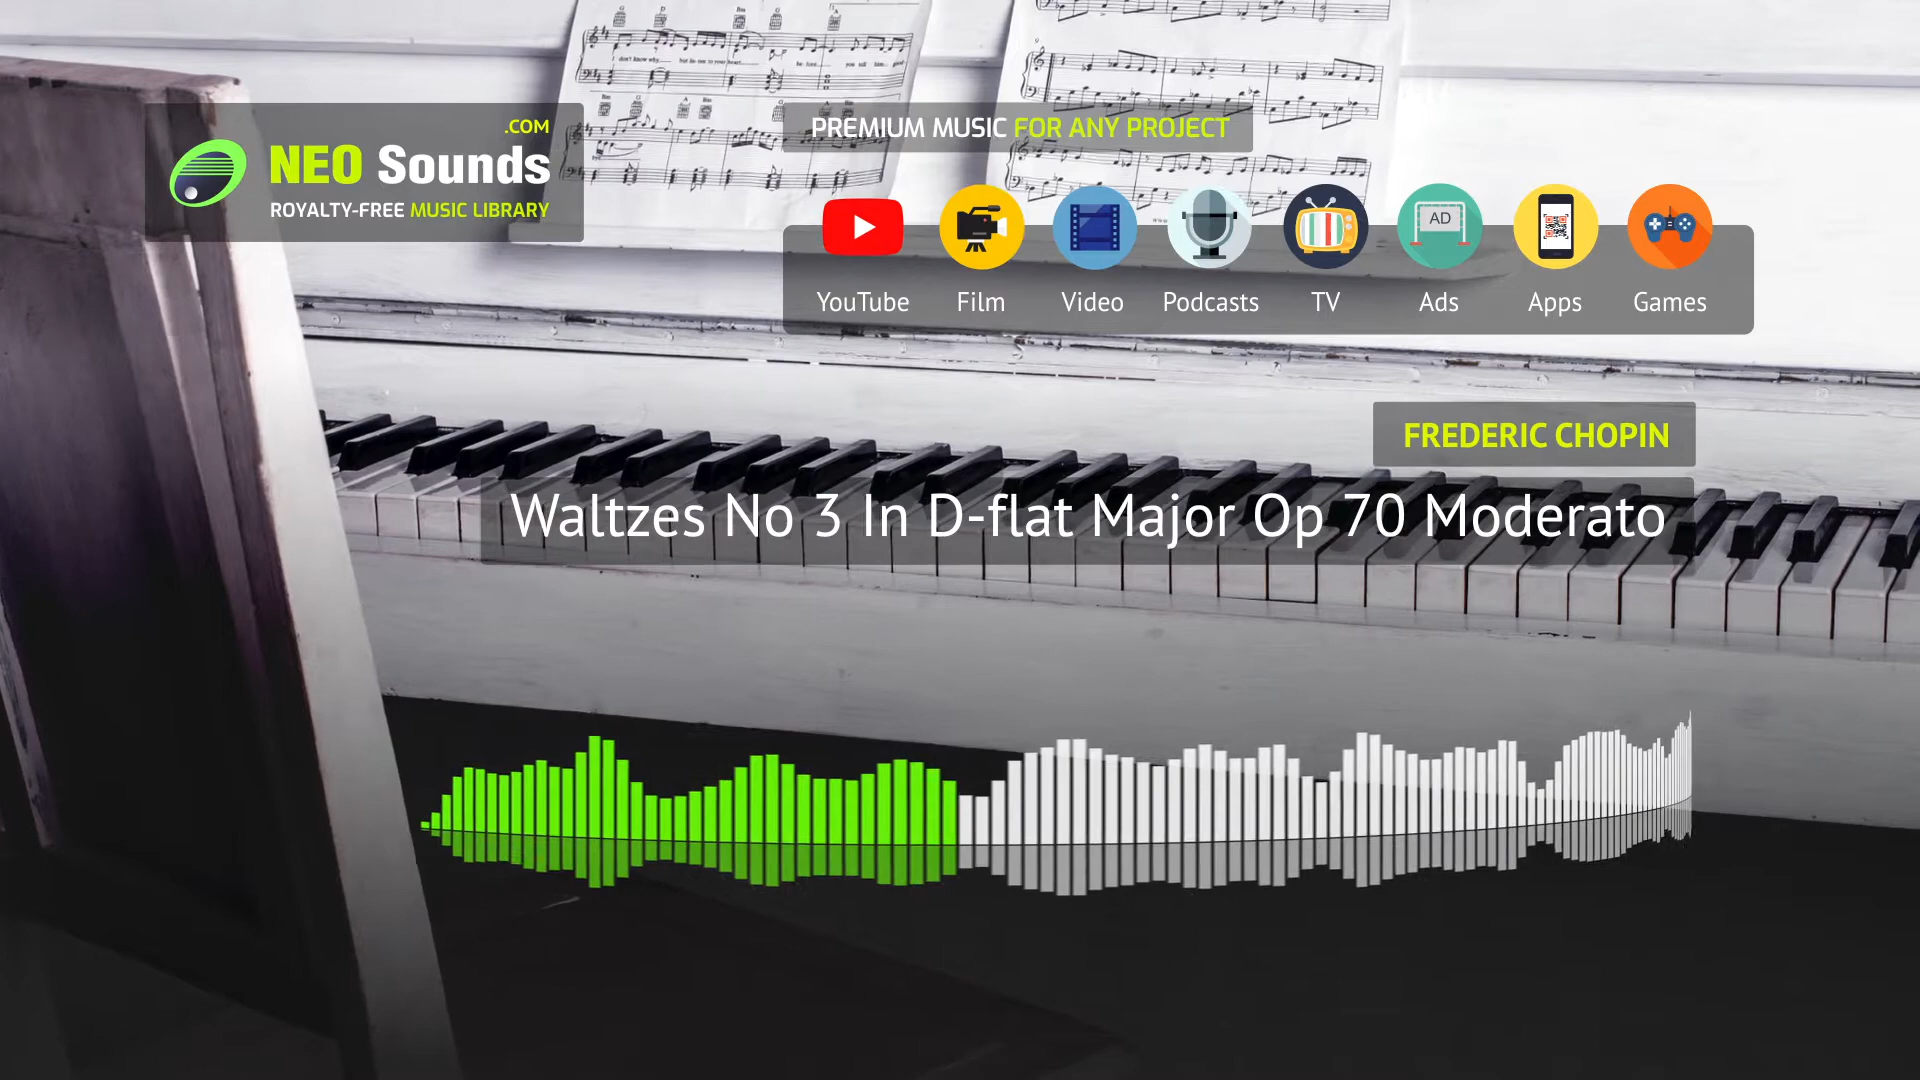 .COM
NEO Sounds
ROYALTY-FREE MUSIC LIBRARY
PREMIUM MUSIC FOR ANY PROJECT
AD
YouTube Film Video Podcasts TV Ads Apps Games
FREDERIC CHOPIN
Waltzes No 3 In D-flat Major Op 70 Moderato